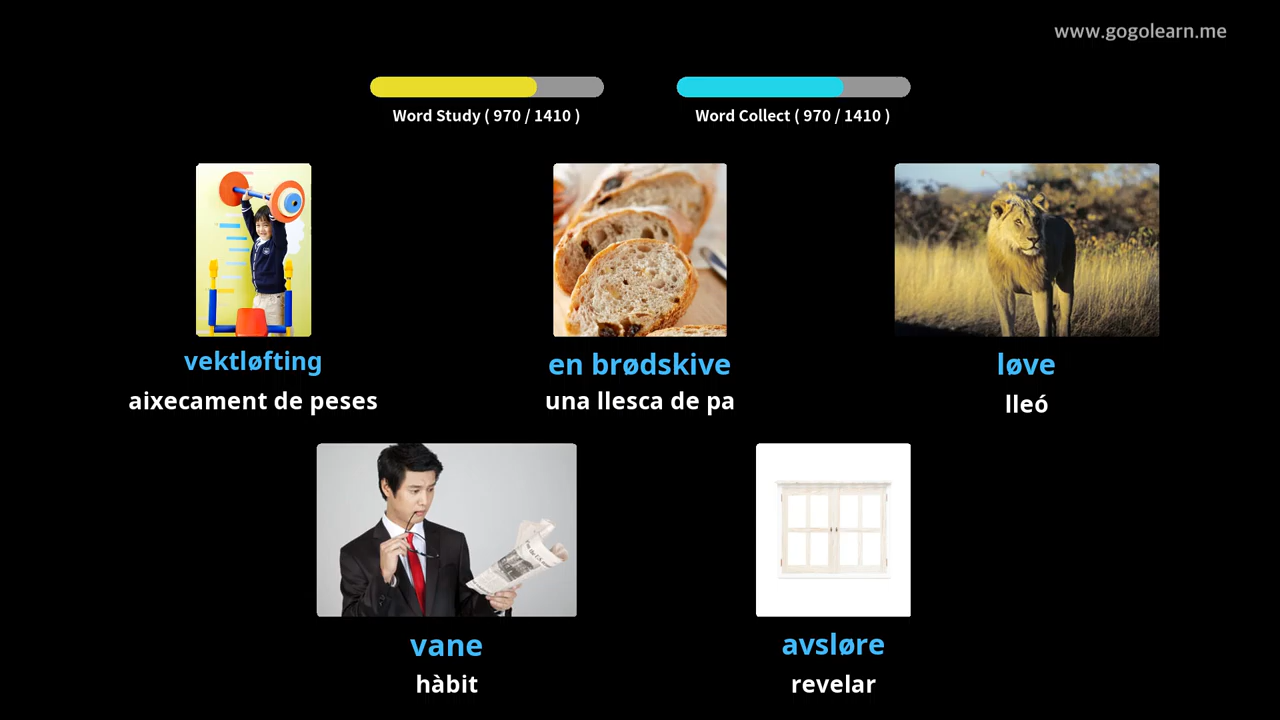 www.gogolearn.me
Word Study ( 970 / 1410 )
Word Collect ( 970 / 1410 )
vektløfting
aixecament de peses
en brødskive
una llesca de pa
løve
lleó
vane
hàbit
avsløre
revelar